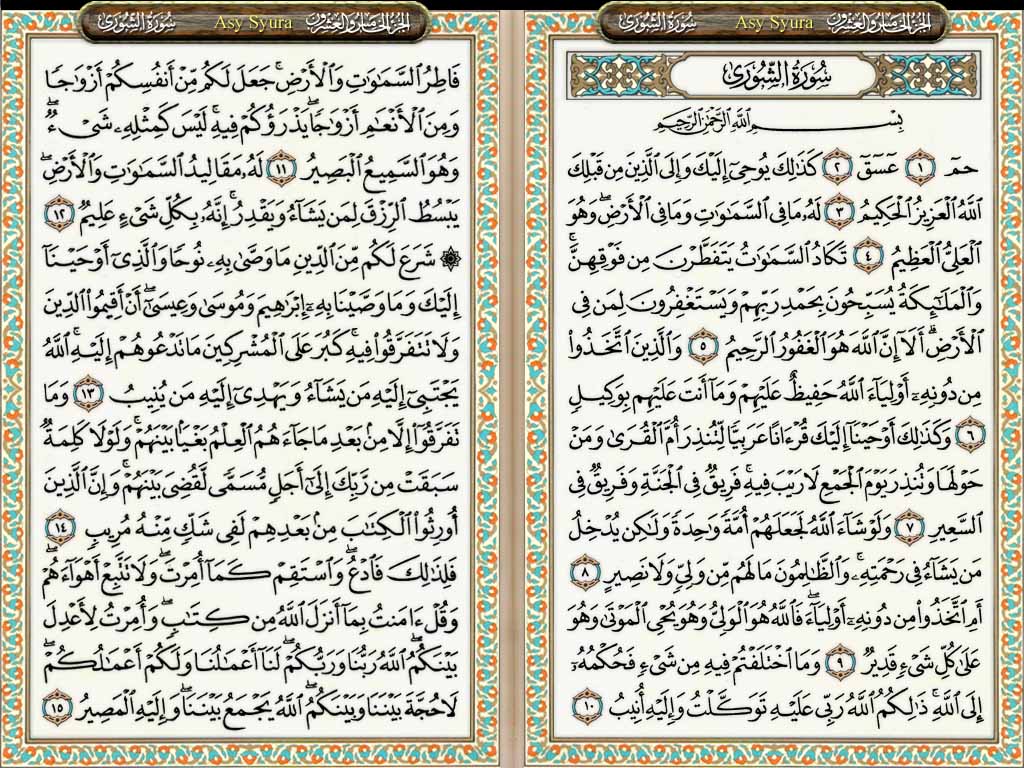 سُورَةُ الشُّورَىٰ Asy Syura الجزء الخامس والعشرون
سُورَةُ الشُّورَىٰ
بِسْمِ اللَّهِ الرَّحْمَٰنِ الرَّحِيمِ
حمٓ ١ عٓسٓقٓ ٢ كَذَٰلِكَ يُوحِىٓ إِلَيْكَ وَإِلَى ٱلَّذِينَ مِن قَبْلِكَ
ٱللَّهُ ٱلْعَزِيزُ ٱلْحَكِيمُ ٣ لَهُۥ مَا فِى ٱلسَّمَٰوَٰتِ وَمَا فِى ٱلْأَرْضِ ۖ وَهُوَ
ٱلْعَلِىُّ ٱلْعَظِيمُ ٤ تَكَادُ ٱلسَّمَٰوَٰتُ يَتَفَطَّرْنَ مِن فَوْقِهِنَّ ۚ
وَٱلْمَلَٰٓئِكَةُ يُسَبِّحُونَ بِحَمْدِ رَبِّهِمْ وَيَسْتَغْفِرُونَ لِمَن فِى
ٱلْأَرْضِ ۗ أَلَآ إِنَّ ٱللَّهَ هُوَ ٱلْغَفُورُ ٱلرَّحِيمُ ٥ وَٱلَّذِينَ ٱتَّخَذُوا۟
مِن دُونِهِۦٓ أَوْلِيَآءَ ٱللَّهُ حَفِيظٌ عَلَيْهِمْ وَمَآ أَنتَ عَلَيْهِم بِوَكِيلٍ
٦ وَكَذَٰلِكَ أَوْحَيْنَآ إِلَيْكَ قُرْءَانًا عَرَبِيًّا لِّتُنذِرَ أُمَّ ٱلْقُرَىٰ وَمَنْ
حَوْلَهَا وَتُنذِرَ يَوْمَ ٱلْجَمْعِ لَا رَيْبَ فِيهِ ۚ فَرِيقٌ فِى ٱلْجَنَّةِ وَفَرِيقٌ فِى
ٱلسَّعِيرِ ٧ وَلَوْ شَآءَ ٱللَّهُ لَجَعَلَهُمْ أُمَّةً وَٰحِدَةً وَلَٰكِن يُدْخِلُ
مَن يَشَآءُ فِى رَحْمَتِهِۦ ۚ وَٱلظَّٰلِمُونَ مَا لَهُم مِّن وَلِىٍّ وَلَا نَصِيرٍ ٨
أَمِ ٱتَّخَذُوا۟ مِن دُونِهِۦٓ أَوْلِيَآءَ ۖ فَٱللَّهُ هُوَ ٱلْوَلِىُّ وَهُوَ يُحْىِ ٱلْمَوْتَىٰ وَهُوَ
عَلَىٰ كُلِّ شَىْءٍ قَدِيرٌ ٩ وَمَا ٱخْتَلَفْتُمْ فِيهِ مِن شَىْءٍ فَحُكْمُهُۥٓ
إِلَى ٱللَّهِ ۚ ذَٰلِكُمُ ٱللَّهُ رَبِّى عَلَيْهِ تَوَكَّلْتُ وَإِلَيْهِ أُنِيبُ ١٠
سُورَةُ الشُّورَىٰ Asy Syura الجزء الخامس والعشرون
فَاطِرُ ٱلسَّمَٰوَٰتِ وَٱلْأَرْضِ ۚ جَعَلَ لَكُم مِّنْ أَنفُسِكُمْ أَزْوَٰجًا
وَمِنَ ٱلْأَنْعَٰمِ أَزْوَٰجًا ۖ يَذْرَؤُكُمْ فِيهِ ۚ لَيْسَ كَمِثْلِهِۦ شَىْءٌ ۖ
وَهُوَ ٱلسَّمِيعُ ٱلْبَصِيرُ ١١ لَهُۥ مَقَالِيدُ ٱلسَّمَٰوَٰتِ وَٱلْأَرْضِ ۖ
يَبْسُطُ ٱلرِّزْقَ لِمَن يَشَآءُ وَيَقْدِرُ ۚ إِنَّهُۥ بِكُلِّ شَىْءٍ عَلِيمٌ ١٢
۞ شَرَعَ لَكُم مِّنَ ٱلدِّينِ مَا وَصَّىٰ بِهِۦ نُوحًا وَٱلَّذِىٓ أَوْحَيْنَآ
إِلَيْكَ وَمَا وَصَّيْنَا بِهِۦٓ إِبْرَٰهِيمَ وَمُوسَىٰ وَعِيسَىٰٓ ۖ أَنْ أَقِيمُوا۟ ٱلدِّينَ
وَلَا تَتَفَرَّقُوا۟ فِيهِ ۚ كَبُرَ عَلَى ٱلْمُشْرِكِينَ مَا تَدْعُوهُمْ إِلَيْهِ ۚ ٱللَّهُ
يَجْتَبِىٓ إِلَيْهِ مَن يَشَآءُ وَيَهْدِىٓ إِلَيْهِ مَن يُنِيبُ ١٣ وَمَا
تَفَرَّقُوٓا۟ إِلَّا مِنۢ بَعْدِ مَا جَآءَهُمُ ٱلْعِلْمُ بَغْيًۢا بَيْنَهُمْ ۚ وَلَوْلَا كَلِمَةٌ
سَبَقَتْ مِن رَّبِّكَ إِلَىٰٓ أَجَلٍ مُّسَمًّى لَّقُضِىَ بَيْنَهُمْ ۚ وَإِنَّ ٱلَّذِينَ
أُورِثُوا۟ ٱلْكِتَٰبَ مِنۢ بَعْدِهِمْ لَفِى شَكٍّ مِّنْهُ مُرِيبٍ ١٤
فَلِذَٰلِكَ فَٱدْعُ ۖ وَٱسْتَقِمْ كَمَآ أُمِرْتَ ۖ وَلَا تَتَّبِعْ أَهْوَآءَهُمْ ۖ
وَقُلْ ءَامَنتُ بِمَآ أَنزَلَ ٱللَّهُ مِن كِتَٰبٍ ۖ وَأُمِرْتُ لِأَعْدِلَ
بَيْنَكُمُ ۖ ٱللَّهُ رَبُّنَا وَرَبُّكُمْ ۖ لَنَآ أَعْمَٰلُنَا وَلَكُمْ أَعْمَٰلُكُمْ ۖ
لَا حُجَّةَ بَيْنَنَا وَبَيْنَكُمُ ۖ ٱللَّهُ يَجْمَعُ بَيْنَنَا ۖ وَإِلَيْهِ ٱلْمَصِيرُ ١٥